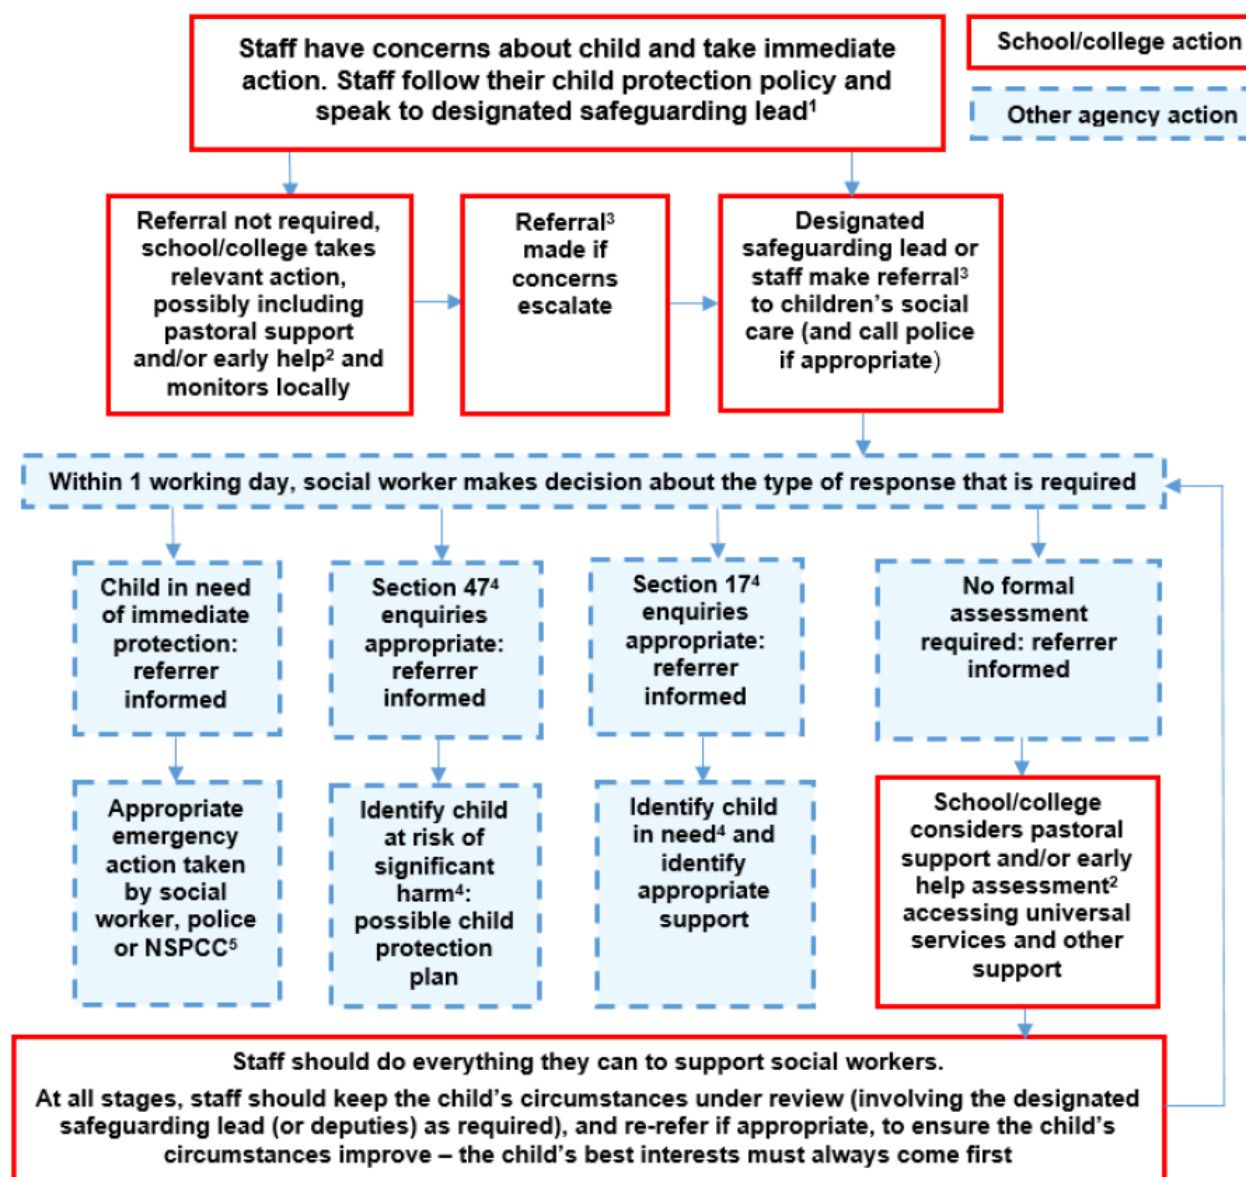 Staff have concerns about child and take immediate
action. Staff follow their child protection policy and
speak to designated safeguarding lead¹
School/college action
Other agency action
Referral not required,
school/college takes
relevant action,
possibly including
pastoral support
and/or early help² and
monitors locally
Referral³
made if
concerns
escalate
Designated
safeguarding lead or
staff make referral³
to children’s social
care (and call police
if appropriate)
Within 1 working day, social worker makes decision about the type of response that is required
Child in need
of immediate
protection:
referrer
informed
Section 47⁴
enquiries
appropriate:
referrer
informed
Section 17⁴
enquiries
appropriate:
referrer
informed
No formal
assessment
required: referrer
informed
Appropriate
emergency
action taken
by social
worker, police
or NSPCC⁵
Identify child
at risk of
significant
harm⁴:
possible child
protection
plan
Identify child
in need⁴ and
identify
appropriate
support
School/college
considers pastoral
support and/or early
help assessment²
accessing universal
services and other
support
Staff should do everything they can to support social workers.
At all stages, staff should keep the child’s circumstances under review (involving the designated
safeguarding lead (or deputies) as required), and re-refer if appropriate, to ensure the child’s
circumstances improve – the child’s best interests must always come first